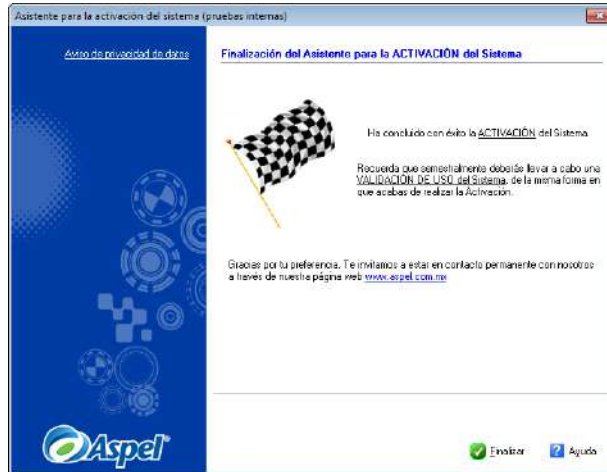 Asistente para la activación del sistema (pruebas internas)
Aviso de privacidad de datos
Finalización del Asistente para la ACTIVACIÓN del Sistema
Ha concluido con éxito la ACTIVACIÓN del Sistema.
Recuerda que semestralmente deberás llevar a cabo una
VALIDACIÓN DE USO del Sistema, de la misma forma en
que acabas de realizar la Activación.
Gracias por tu preferencia. Te invitamos a estar en contacto permanente con nosotros
a través de nuestra página web www.aspel.com.mx
Aspel
Finalizar
Ayuda